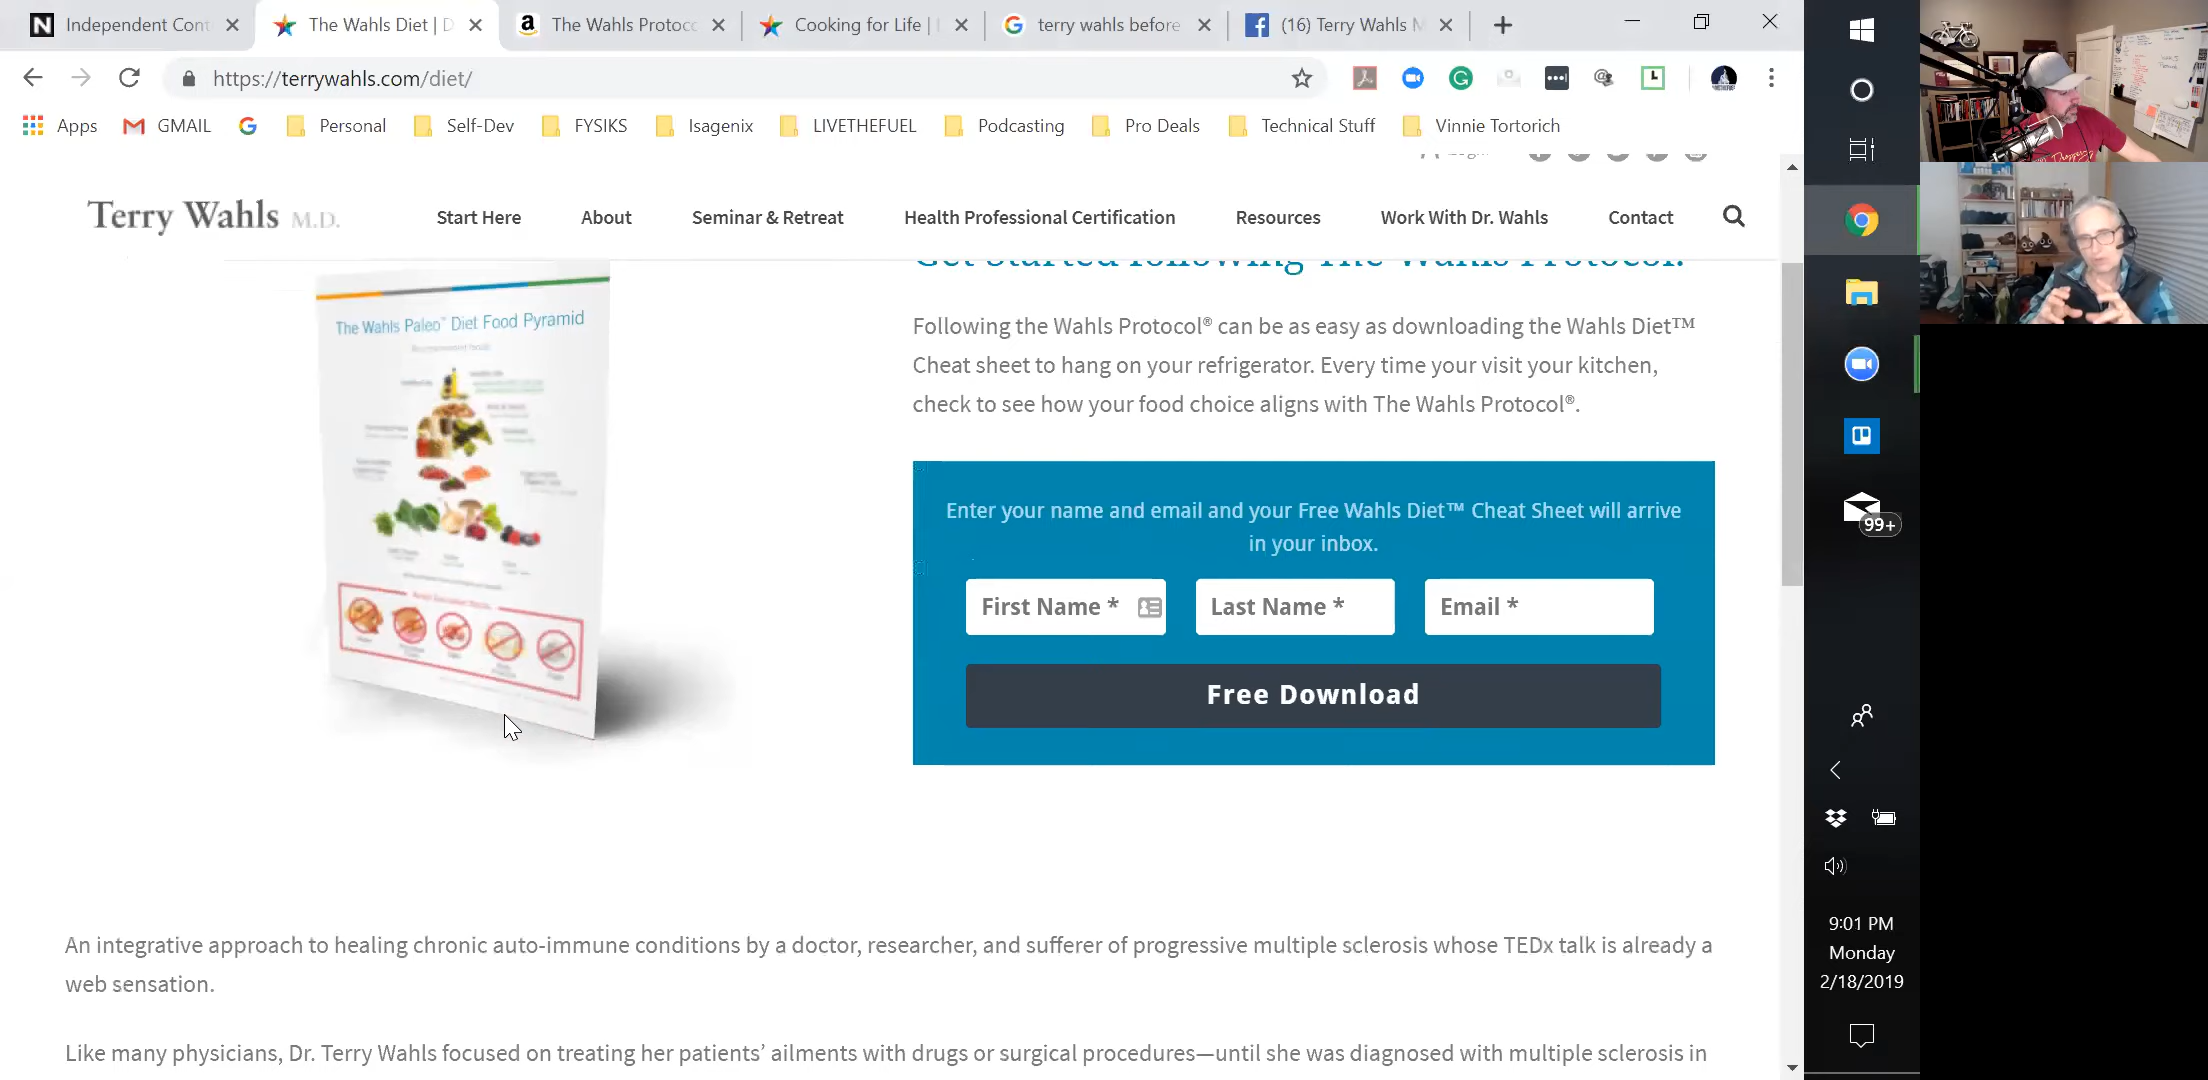 Independent Cont
The Wahls Diet | D
The Wahls Protoco
Cooking for Life |
terry wahls before
(16) Terry Wahls M
https://terrywahls.com/diet/
Apps
GMAIL
Personal
Self-Dev
FYSIKS
Isagenix
LIVETHEFUEL
Podcasting
Pro Deals
Technical Stuff
Vinnie Tortorich
Terry Wahls M.D.
Start Here
About
Seminar & Retreat
Health Professional Certification
Resources
Work With Dr. Wahls
Contact
Get Started Following The Wahls Protocol!
The Wahls Paleo™ Diet Food Pyramid
Following the Wahls Protocol® can be as easy as downloading the Wahls Diet™
Cheat sheet to hang on your refrigerator. Every time your visit your kitchen,
check to see how your food choice aligns with The Wahls Protocol®.
Enter your name and email and your Free Wahls Diet™ Cheat Sheet will arrive
in your inbox.
First Name *
Last Name *
Email *
Free Download
An integrative approach to healing chronic auto-immune conditions by a doctor, researcher, and sufferer of progressive multiple sclerosis whose TEDx talk is already a
web sensation.
Like many physicians, Dr. Terry Wahls focused on treating her patients’ ailments with drugs or surgical procedures—until she was diagnosed with multiple sclerosis in
99+
9:01 PM
Monday
2/18/2019